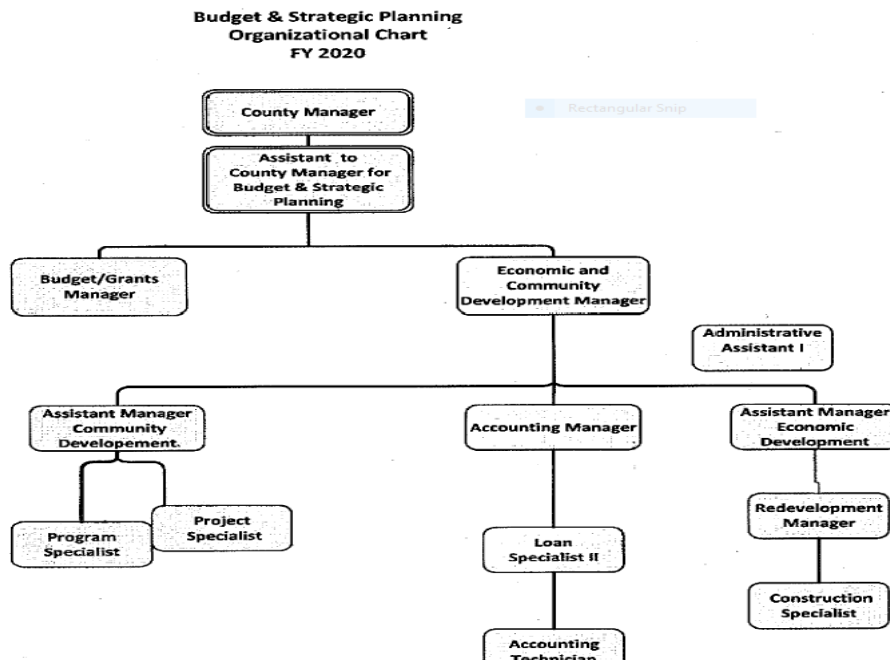 Budget & Strategic Planning
Organizational Chart
FY 2020
County Manager
Rectangular Snip
Assistant to
County Manager for
Budget & Strategic
Planning
Budget/Grants
Manager
Economic and
Community
Development Manager
Administrative
Assistant I
Assistant Manager
Community
Developement.
Accounting Manager
Assistant Manager
Economic
Development
Program
Specialist
Project
Specialist
Loan
Specialist II
Redevelopment
Manager
Construction
Specialist
Accounting
Technician